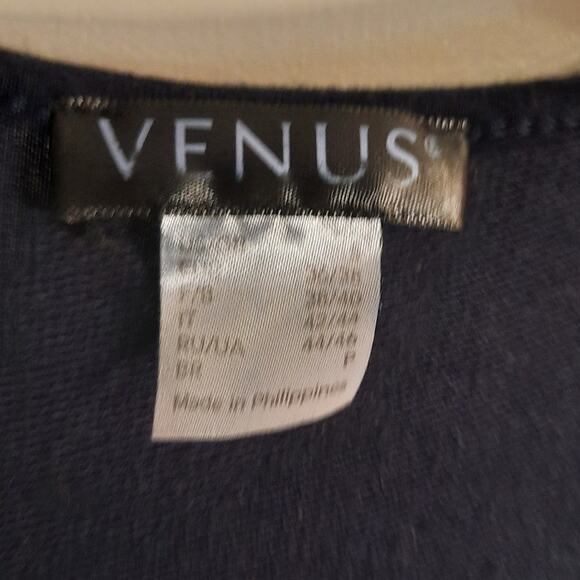 VENUS
36/38
F/B 38/40
IT 42/44
RU/UA 44/46
BR P
Made in Philippines